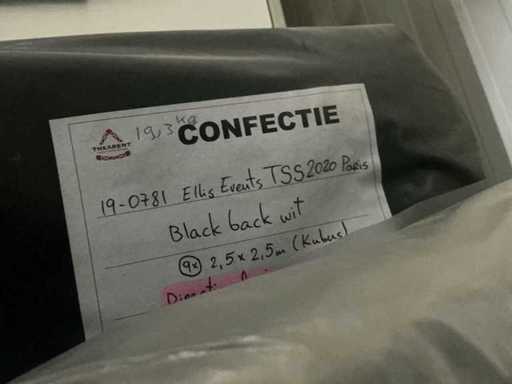 19,3 kg
CONFECTIE
THEARENT
19-0781 Ellis Events TSS2020 Paris
Black back wit
9x 2,5 x 2,5m (Kubus)